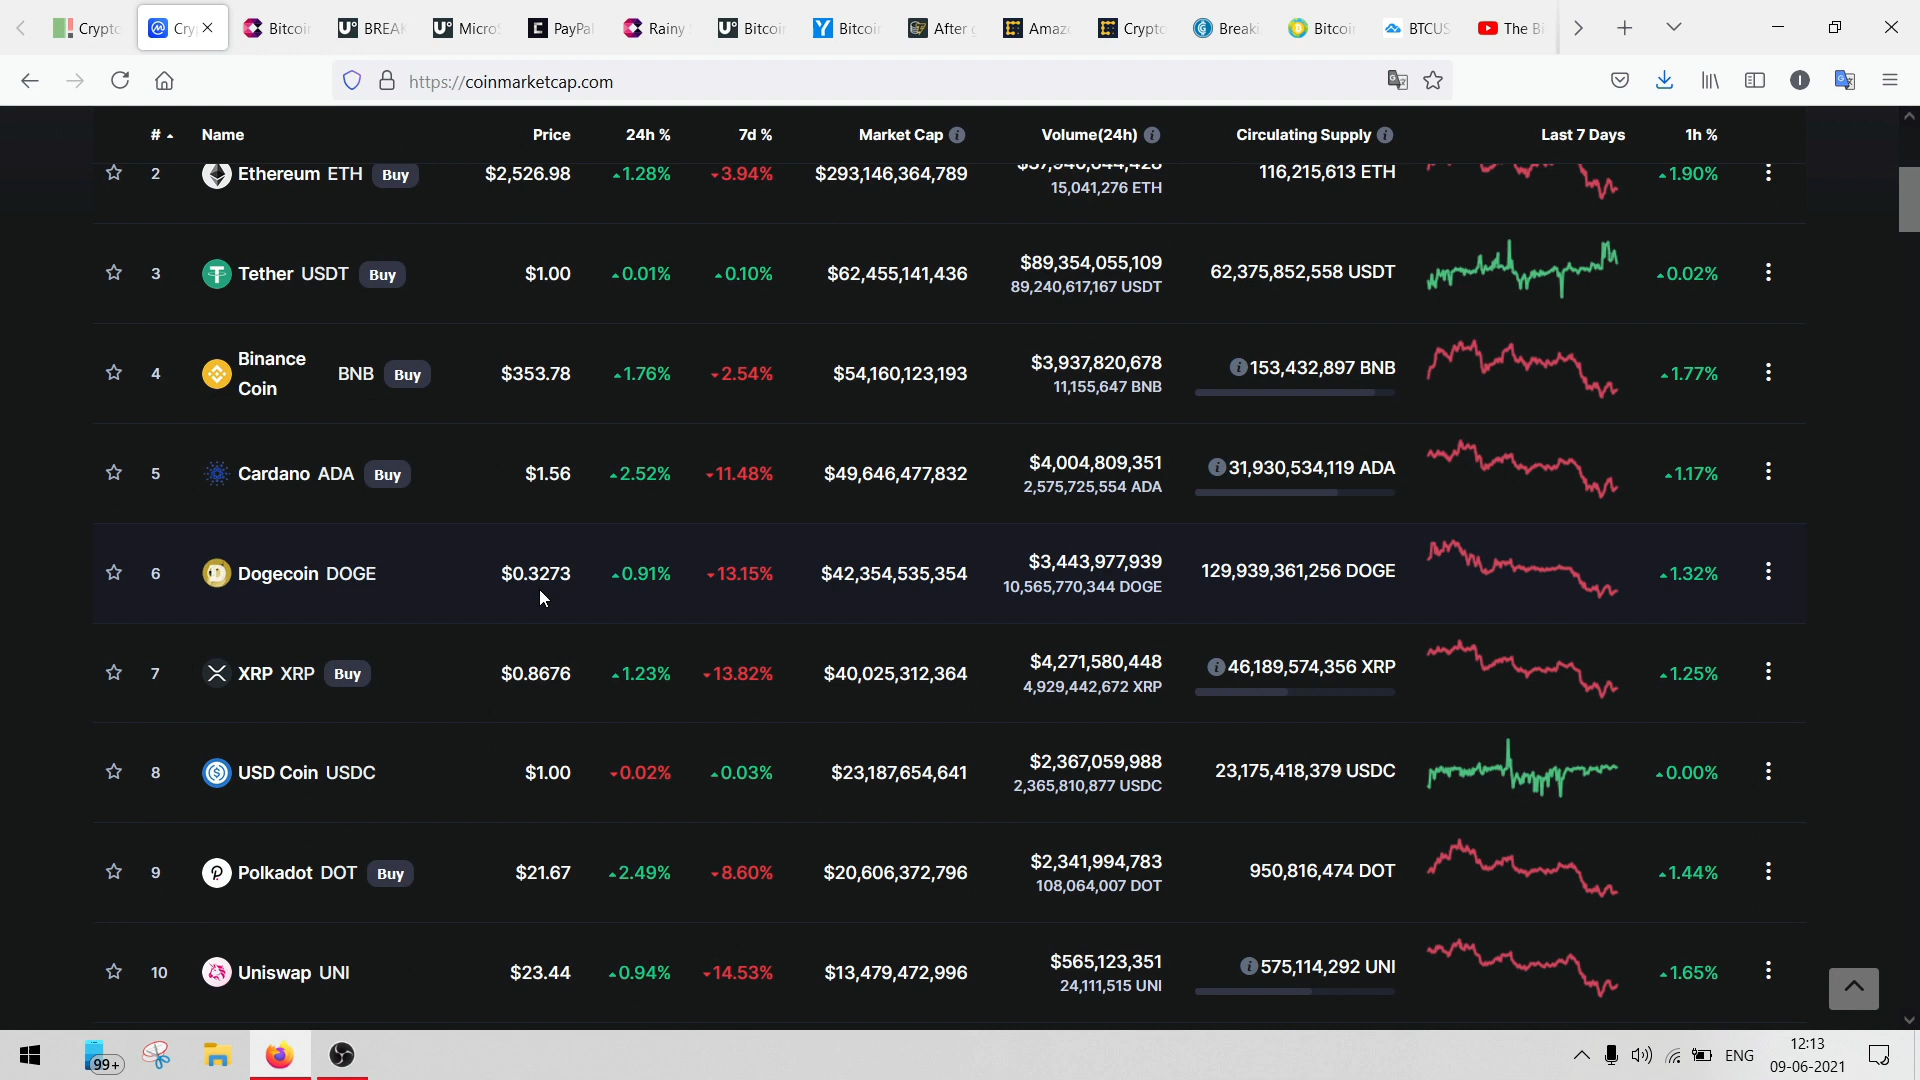 Crypto
Cry
Bitcoi
BREA
Micro
PayPal
Rainy
Bitcoi
Bitcoi
After g
Amaz
Crypto
Breaki
Bitcoi
BTCUS
The Bi
https://coinmarketcap.com
# Name Price 24h % 7d % Market Cap Volume(24h) Circulating Supply Last 7 Days 1h %
2 Ethereum ETH Buy $2,526.98 1.28% 3.94% $293,146,364,789 116,215,613 ETH 1.90%
15,041,276 ETH
3 Tether USDT Buy $1.00 0.01% 0.10% $62,455,141,436 $89,354,055,109 62,375,852,558 USDT 0.02%
89,240,617,167 USDT
4 Binance Coin BNB Buy $353.78 1.76% 2.54% $54,160,123,193 $3,937,820,678 153,432,897 BNB 1.77%
11,155,647 BNB
5 Cardano ADA Buy $1.56 2.52% 11.48% $49,646,477,832 $4,004,809,351 31,930,534,119 ADA 1.17%
2,575,725,554 ADA
6 Dogecoin DOGE $0.3273 0.91% 13.15% $42,354,535,354 $3,443,977,939 129,939,361,256 DOGE 1.32%
10,565,770,344 DOGE
7 XRP XRP Buy $0.8676 1.23% 13.82% $40,025,312,364 $4,271,580,448 46,189,574,356 XRP 1.25%
4,929,442,672 XRP
8 USD Coin USDC $1.00 0.02% 0.03% $23,187,654,641 $2,367,059,988 23,175,418,379 USDC 0.00%
2,365,810,877 USDC
9 Polkadot DOT Buy $21.67 2.49% 8.60% $20,606,372,796 $2,341,994,783 950,816,474 DOT 1.44%
108,064,007 DOT
10 Uniswap UNI $23.44 0.94% 14.53% $13,479,472,996 $565,123,351 575,114,292 UNI 1.65%
24,111,515 UNI
99+
ENG
12:13
09-06-2021